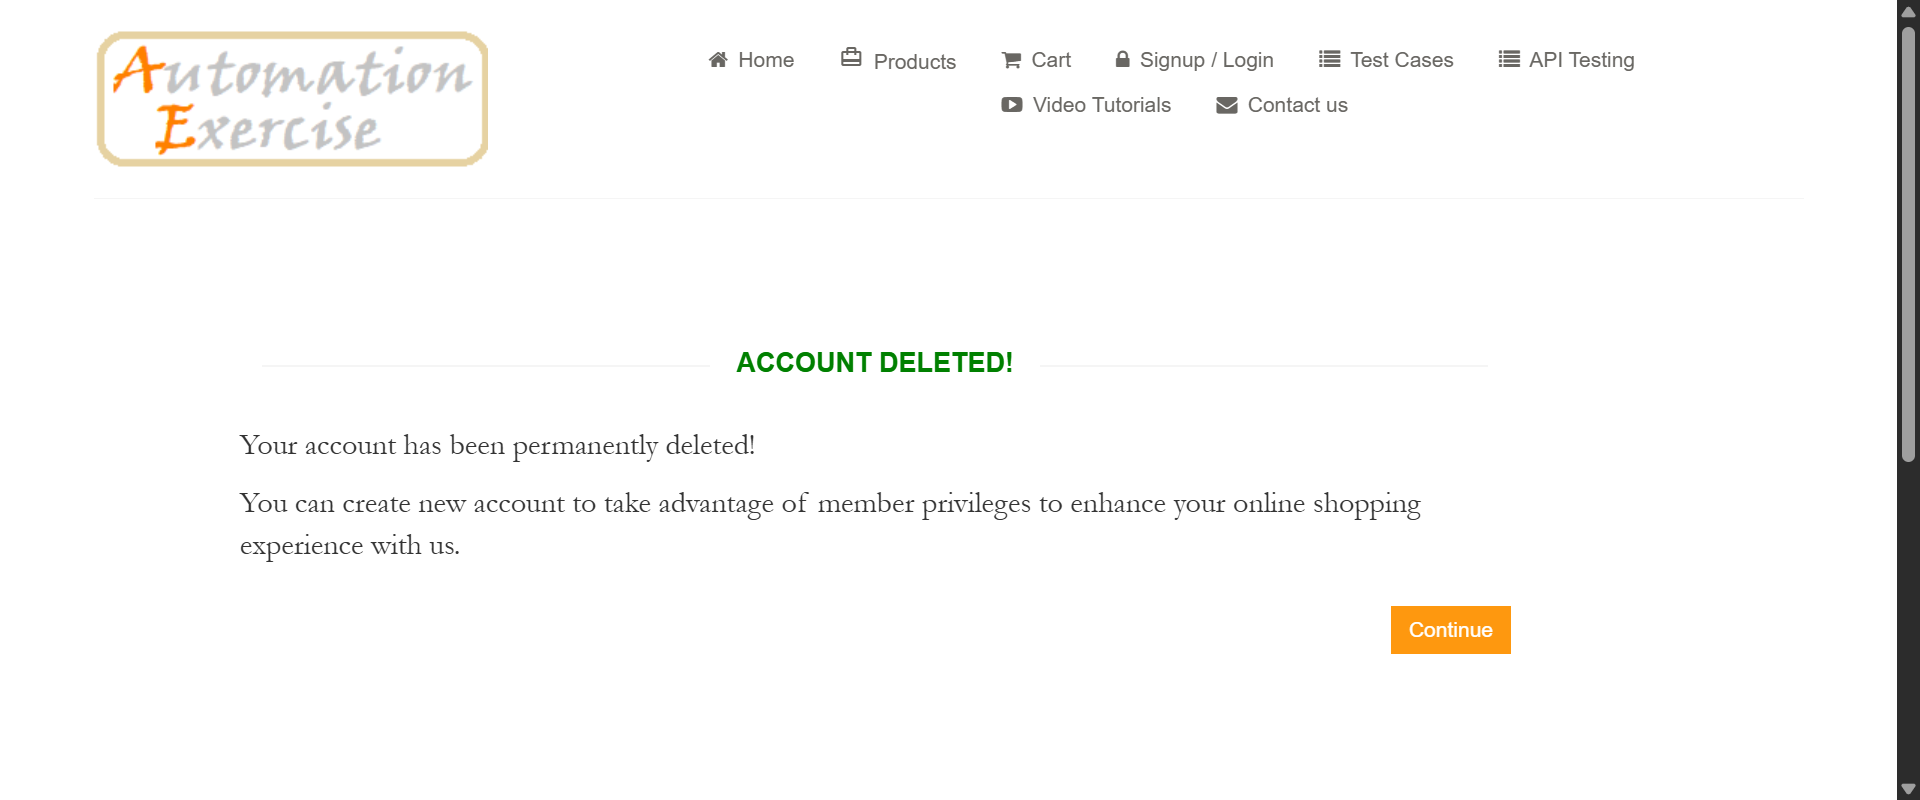 Automation
Exercise
Home Products Cart Signup / Login Test Cases API Testing
Video Tutorials Contact us
ACCOUNT DELETED!
Your account has been permanently deleted!
You can create new account to take advantage of member privileges to enhance your online shopping
experience with us.
Continue